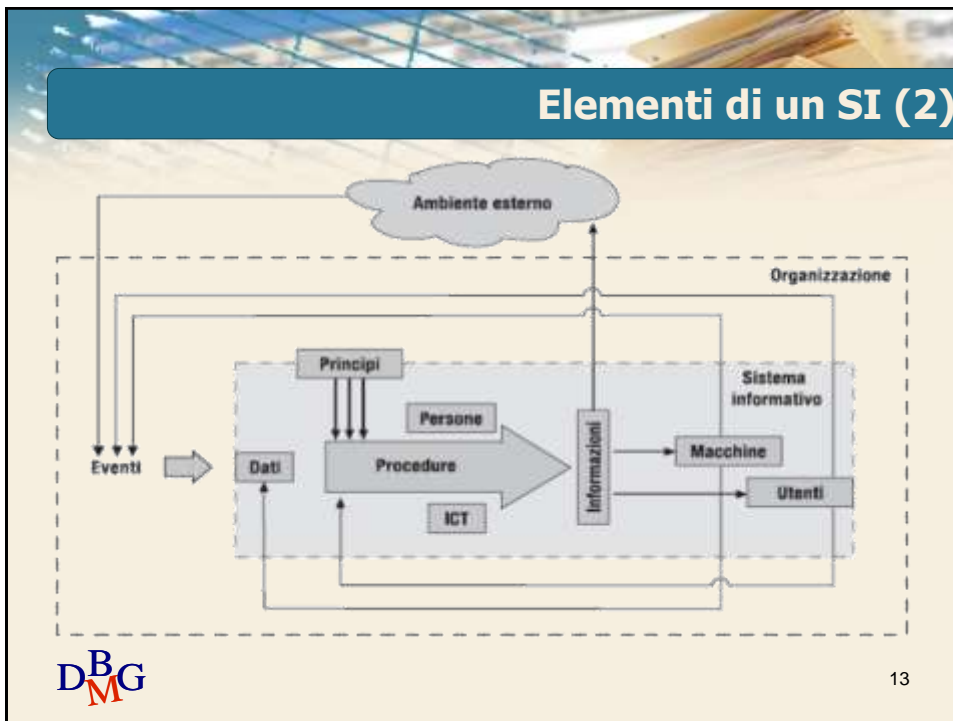 Elementi di un SI (2)
Ambiente esterno
Organizzazione
Principi
Sistema
informativo
Persone
Eventi
Dati
Procedure
Informazioni
Macchine
Utenti
ICT
DBMG
13